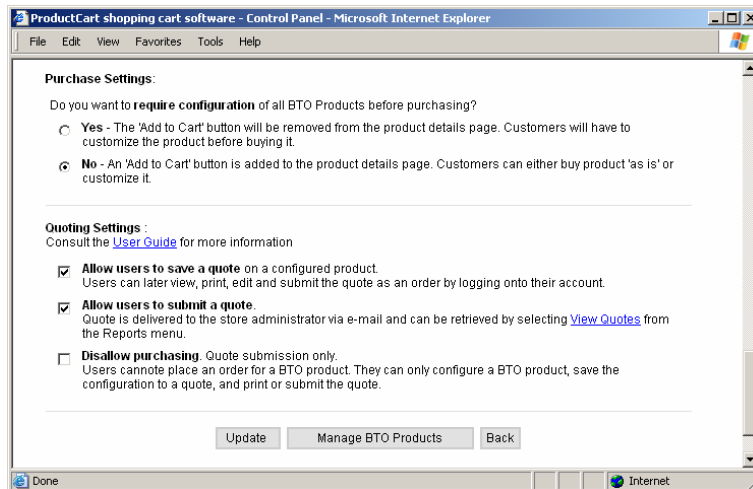 ProductCart shopping cart software - Control Panel - Microsoft Internet Explorer
File Edit View Favorites Tools Help
Purchase Settings:
Do you want to require configuration of all BTO Products before purchasing?
Yes - The 'Add to Cart' button will be removed from the product details page. Customers will have to
customize the product before buying it.
No - An 'Add to Cart' button is added to the product details page. Customers can either buy product 'as is' or
customize it.
Quoting Settings :
Consult the User Guide for more information
Allow users to save a quote on a configured product.
Users can later view, print, edit and submit the quote as an order by logging onto their account.
Allow users to submit a quote.
Quote is delivered to the store administrator via e-mail and can be retrieved by selecting View Quotes from
the Reports menu.
Disallow purchasing. Quote submission only.
Users cannote place an order for a BTO product. They can only configure a BTO product, save the
configuration to a quote, and print or submit the quote.
Update Manage BTO Products Back
Done Internet